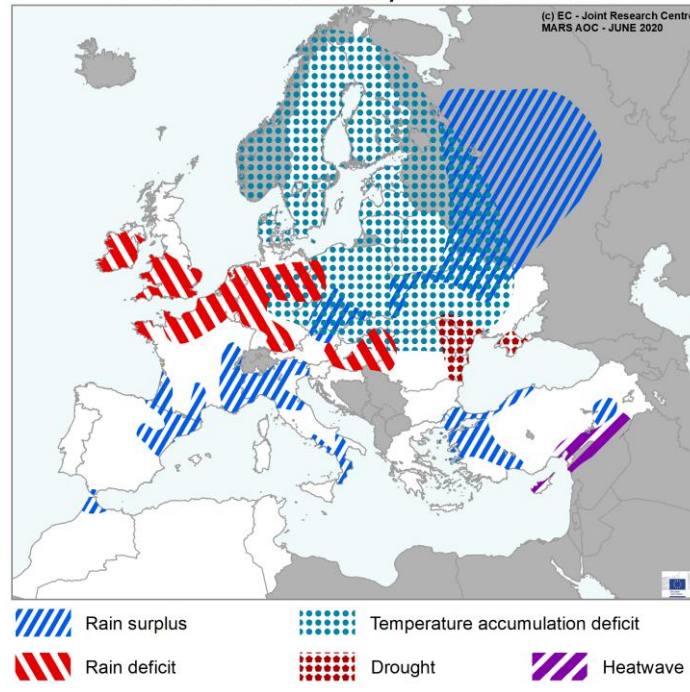 (c) EC - Joint Research Centre
MARS AOC - JUNE 2020
Rain surplus
Temperature accumulation deficit
Rain deficit
Drought
Heatwave